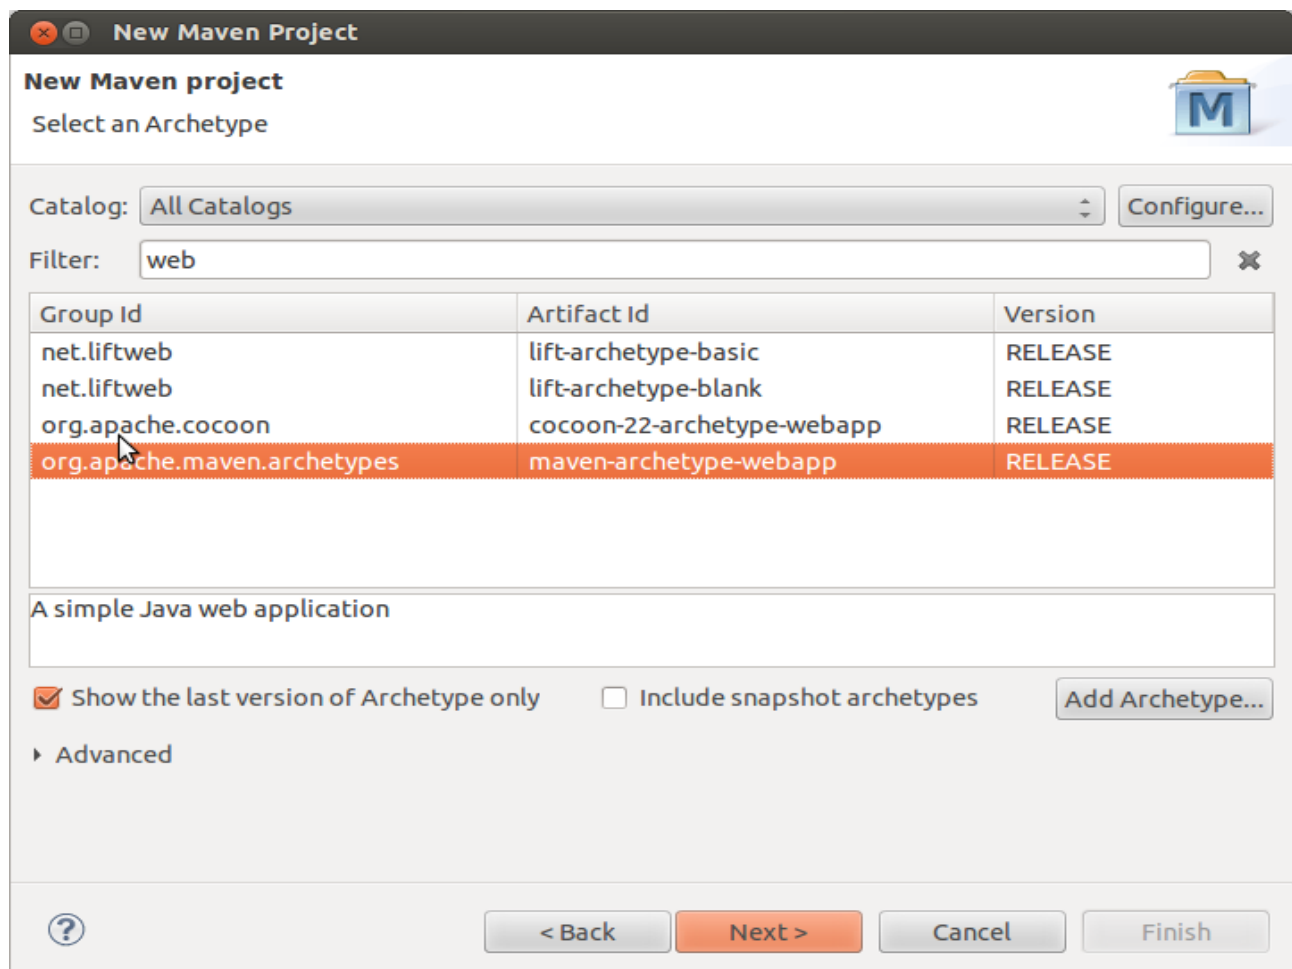 New Maven Project
New Maven project
Select an Archetype
M
Catalog: All Catalogs Configure...
Filter: web
Group Id Artifact Id Version
net.liftweb lift-archetype-basic RELEASE
net.liftweb lift-archetype-blank RELEASE
org.apache.cocoon cocoon-22-archetype-webapp RELEASE
org.apache.maven.archetypes maven-archetype-webapp RELEASE
A simple Java web application
Show the last version of Archetype only Include snapshot archetypes Add Archetype...
Advanced
? < Back Next > Cancel Finish